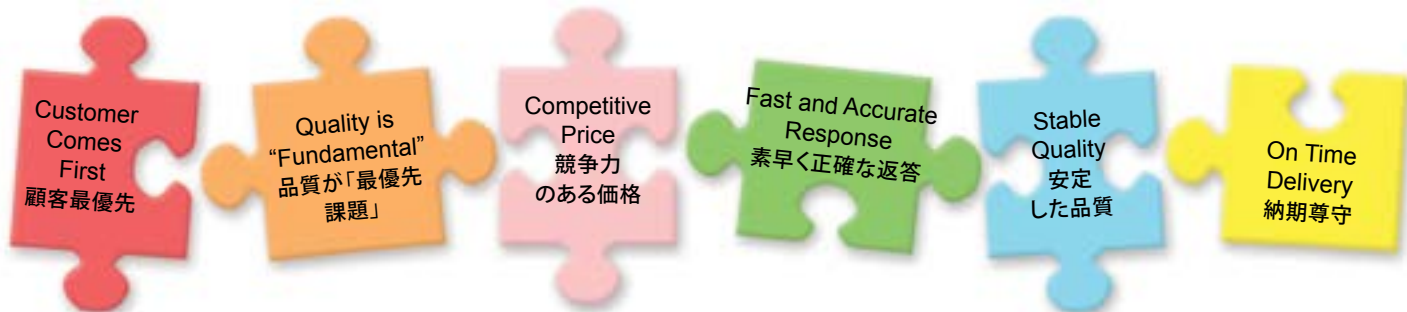 Customer
Comes
First
顧客最優先
Quality is
“Fundamental”
品質が「最優先
課題」
Competitive
Price
競争力
のある価格
Fast and Accurate
Response
素早く正確な返答
Stable
Quality
安定
した品質
On Time
Delivery
納期尊守